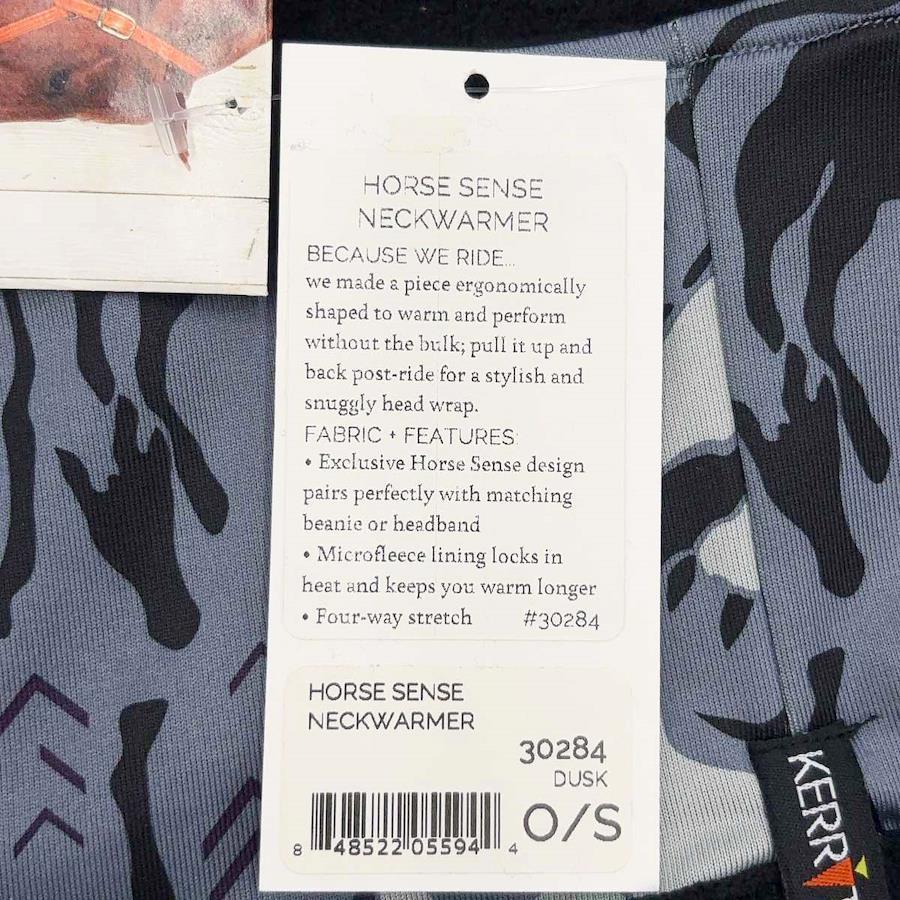 HORSE SENSE
NECKWARMER
BECAUSE WE RIDE...
we made a piece ergonomically
shaped to warm and perform
without the bulk; pull it up and
back post-ride for a stylish and
snuggly head wrap.
FABRIC + FEATURES:
• Exclusive Horse Sense design
pairs perfectly with matching
beanie or headband
• Microfleece lining locks in
heat and keeps you warm longer
• Four-way stretch #30284
HORSE SENSE
NECKWARMER
30284
DUSK
O/S
8 48522 05594 4
KERR